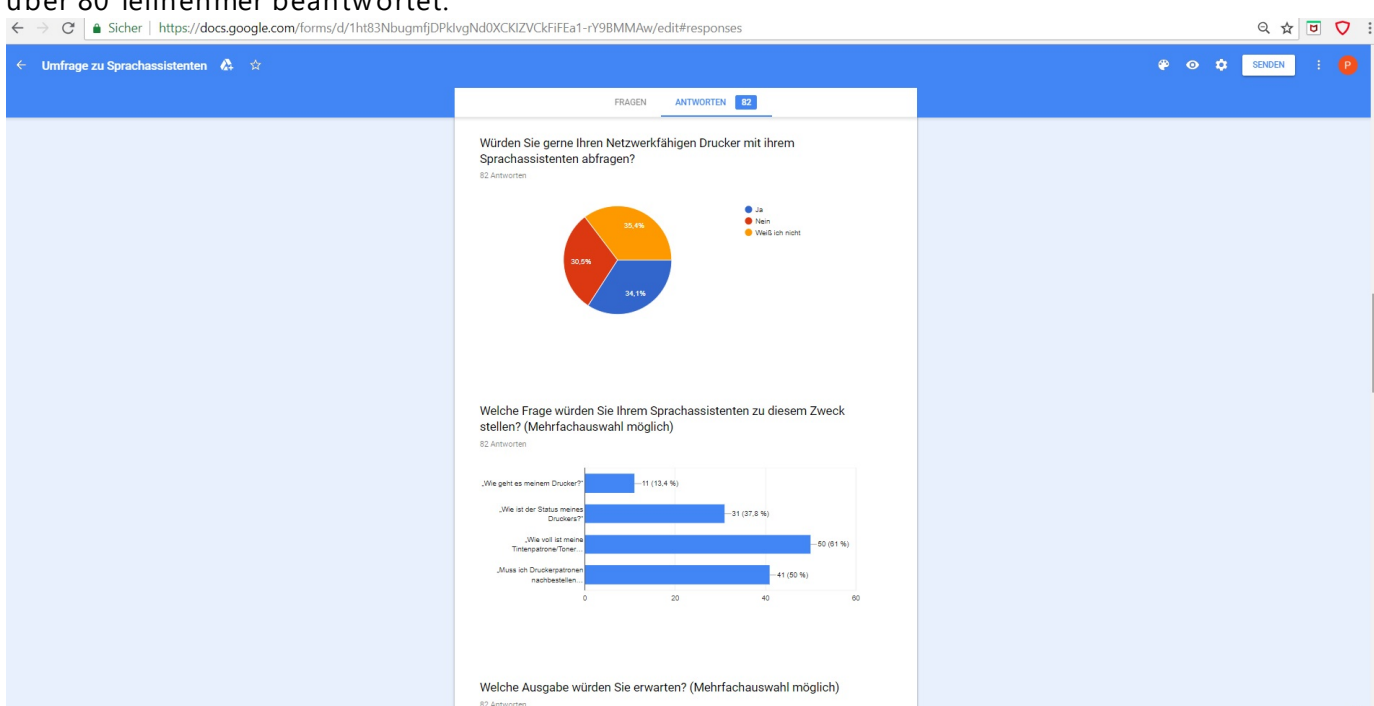 über 80 Teilnehmer beantwortet.
Sicher | https://docs.google.com/forms/d/1ht83NbugmfjDPkIvgNd0XCKIZVCkFiFEa1-rY9BMMAw/edit#responses
Umfrage zu Sprachassistenten
SENDEN
P
FRAGEN ANTWORTEN 82
Würden Sie gerne Ihren Netzwerkfähigen Drucker mit ihrem
Sprachassistenten abfragen?
82 Antworten
Ja
Nein
Weiß ich nicht
35,4%
30,5%
34,1%
Welche Frage würden Sie Ihrem Sprachassistenten zu diesem Zweck
stellen? (Mehrfachauswahl möglich)
82 Antworten
„Wie geht es meinem Drucker?" 11 (13,4 %)
„Wie ist der Status meines
Druckers?" 31 (37,8 %)
„Wie voll ist meine
Tintenpatrone/Toner... 50 (61 %)
„Muss ich Druckerpatronen
nachbestellen... 41 (50 %)
0 20 40 60
Welche Ausgabe würden Sie erwarten? (Mehrfachauswahl möglich)
82 Antworten